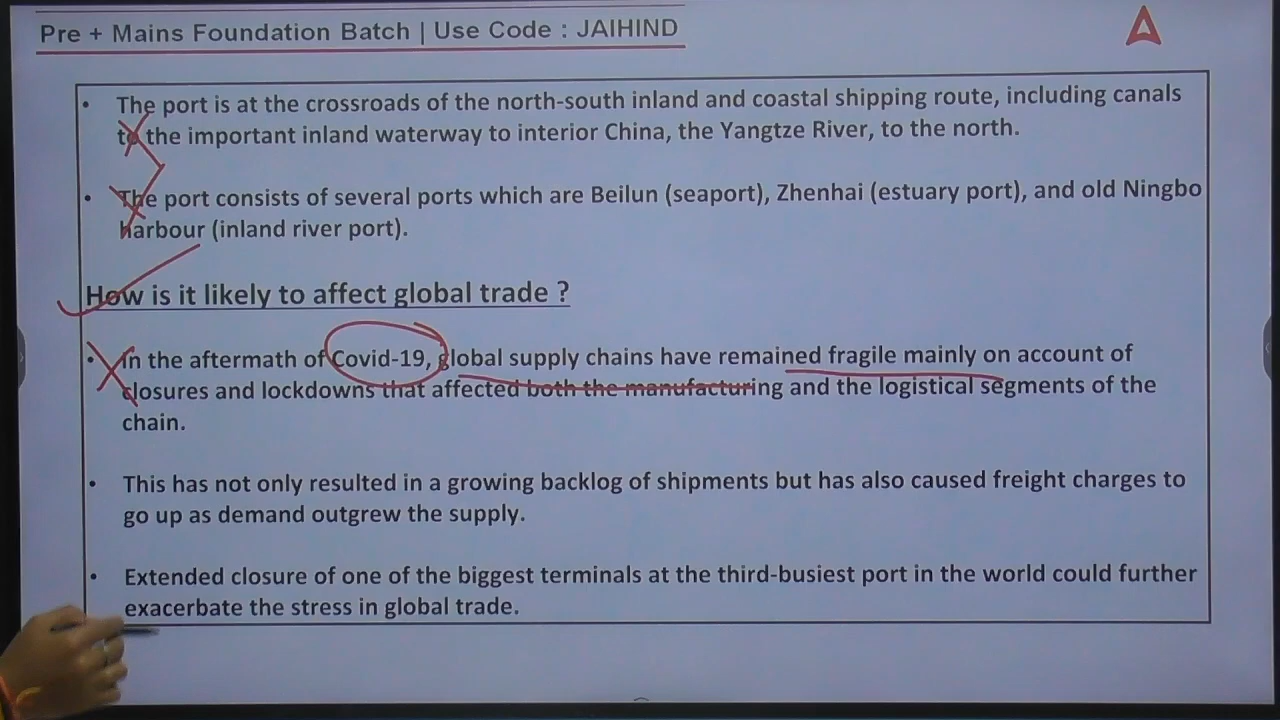 Pre + Mains Foundation Batch | Use Code : JAIHIND
• The port is at the crossroads of the north-south inland and coastal shipping route, including canals
to the important inland waterway to interior China, the Yangtze River, to the north.
• The port consists of several ports which are Beilun (seaport), Zhenhai (estuary port), and old Ningbo
Harbour (inland river port).
How is it likely to affect global trade ?
• In the aftermath of Covid-19, global supply chains have remained fragile mainly on account of
closures and lockdowns that affected both the manufacturing and the logistical segments of the
chain.
• This has not only resulted in a growing backlog of shipments but has also caused freight charges to
go up as demand outgrew the supply.
• Extended closure of one of the biggest terminals at the third-busiest port in the world could further
exacerbate the stress in global trade.